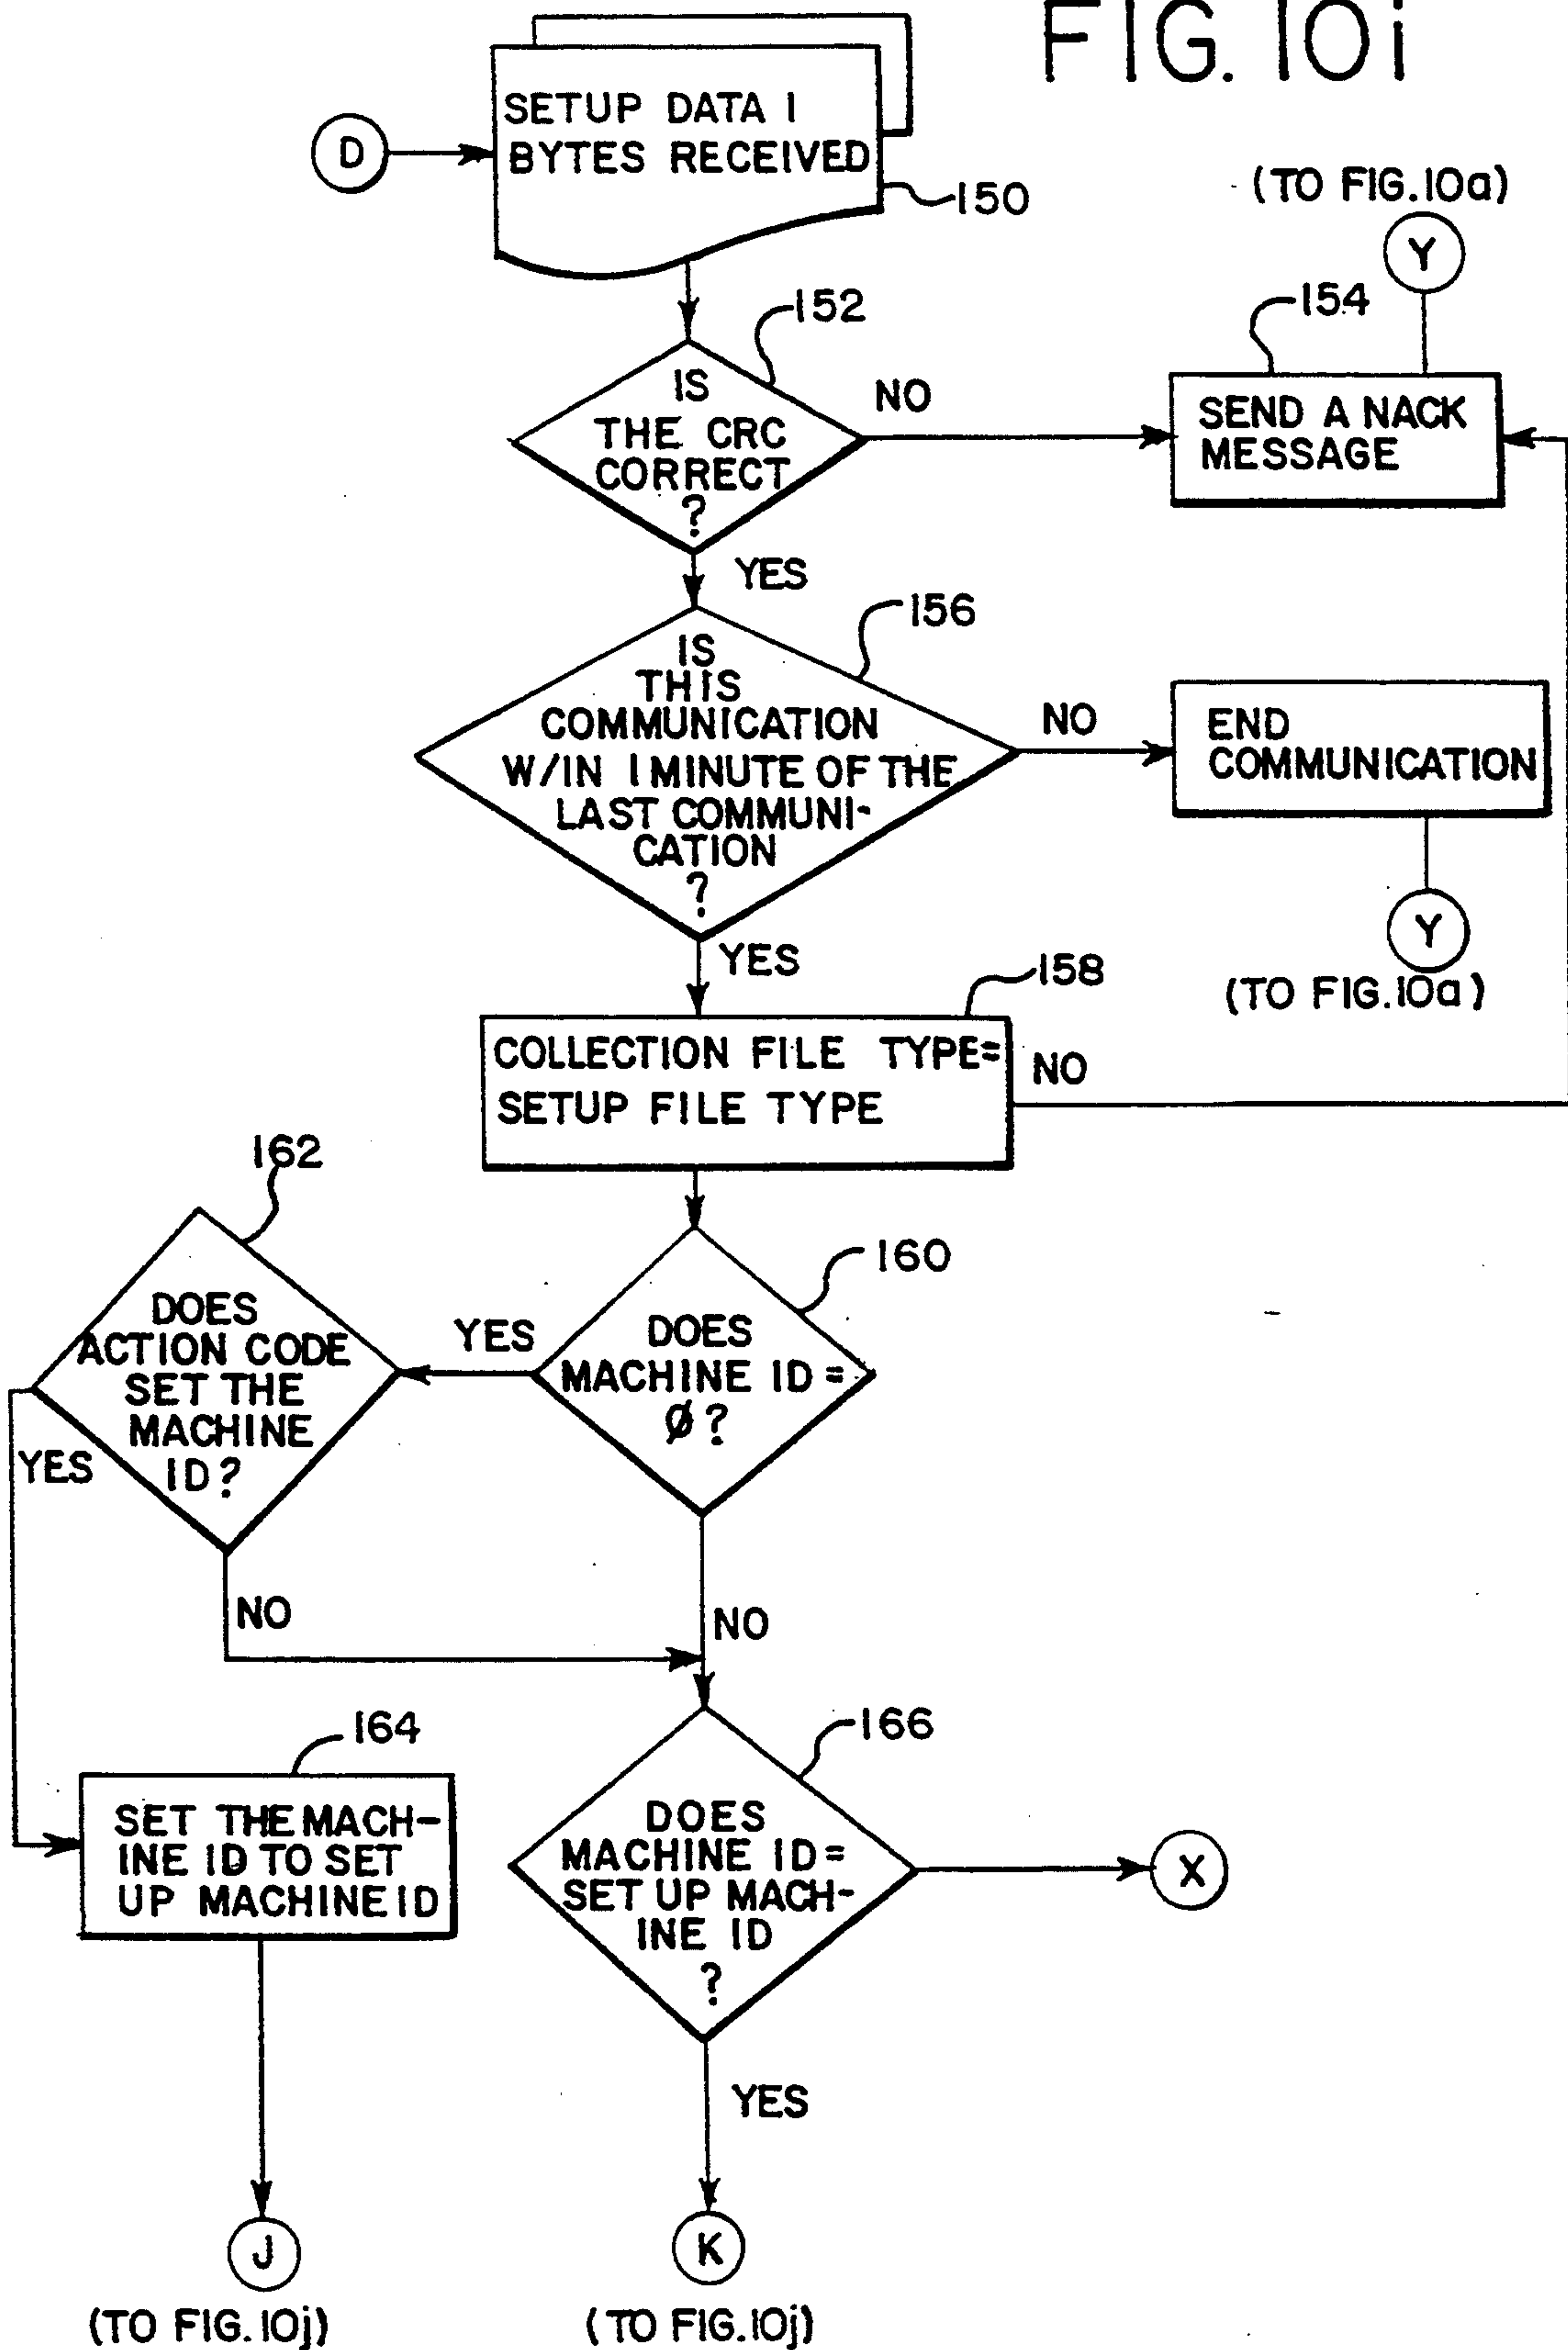 FIG. 10i
D
SETUP DATA 1
BYTES RECEIVED
150
(TO FIG.10a)
Y
152
154
IS
THE CRC
CORRECT
?
NO
SEND A NACK
MESSAGE
YES
156
IS
THIS
COMMUNICATION
W/IN 1 MINUTE OF THE
LAST COMMUNI-
CATION
?
NO
END
COMMUNICATION
Y
(TO FIG.10a)
YES
158
COLLECTION FILE TYPE=
SETUP FILE TYPE
NO
162
160
DOES
ACTION CODE
SET THE
MACHINE
ID?
YES
DOES
MACHINE ID =
Ø?
YES
NO
NO
164
166
SET THE MACH-
INE ID TO SET
UP MACHINE ID
DOES
MACHINE ID=
SET UP MACH-
INE ID
?
X
YES
J
K
(TO FIG.10j)
(TO FIG.10j)